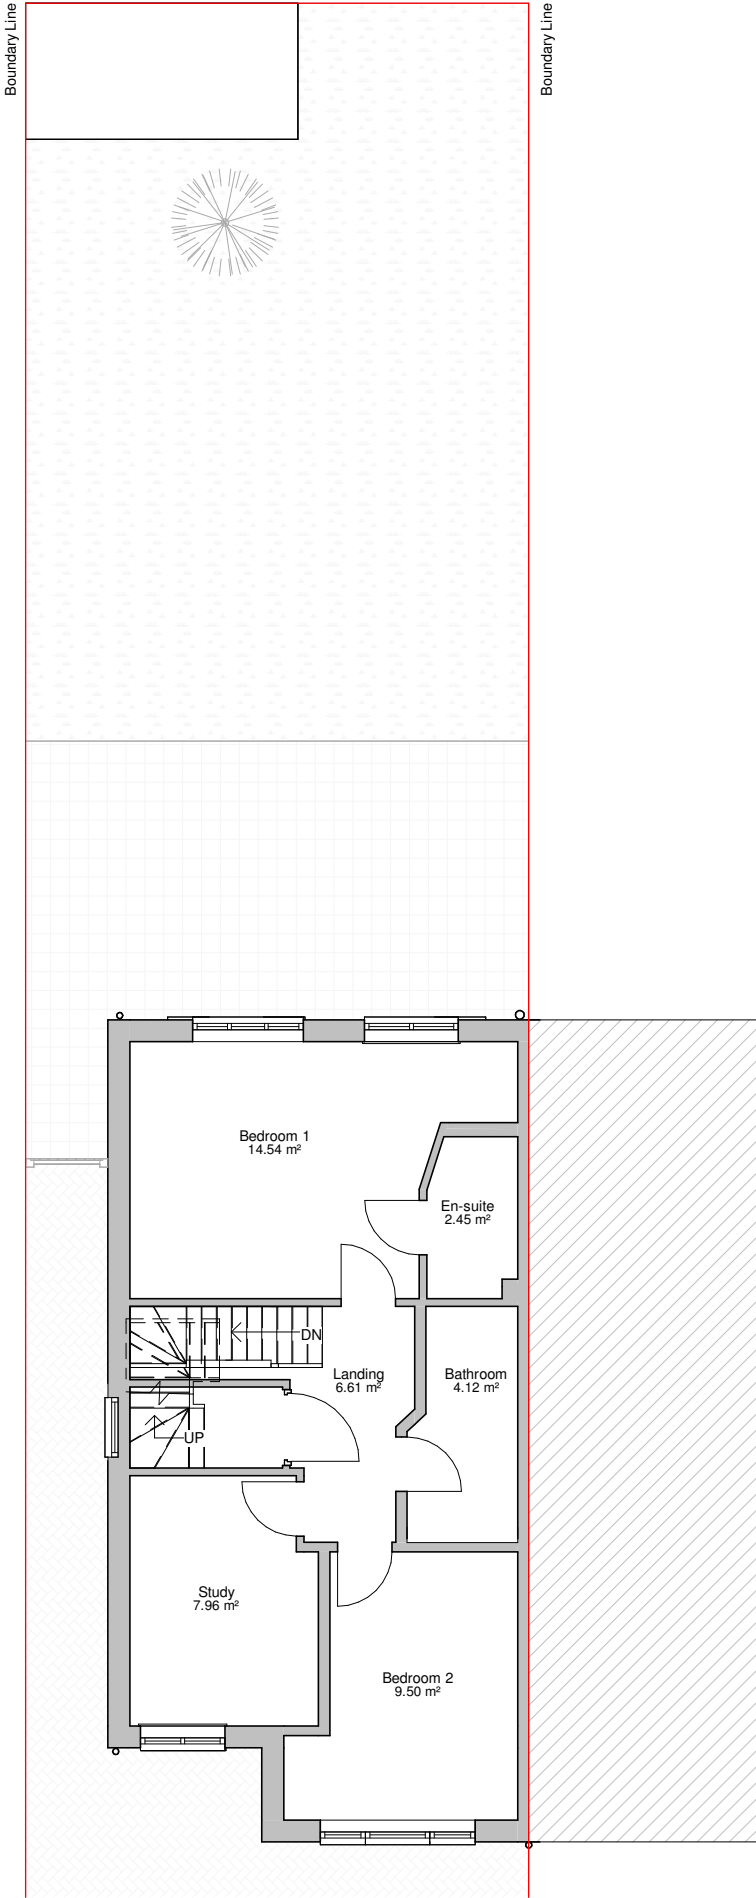 Boundary Line
Boundary Line
Bedroom 1
14.54 m²
En-suite
2.45 m²
DN
Landing
6.61 m²
Bathroom
4.12 m²
UP
Study
7.96 m²
Bedroom 2
9.50 m²